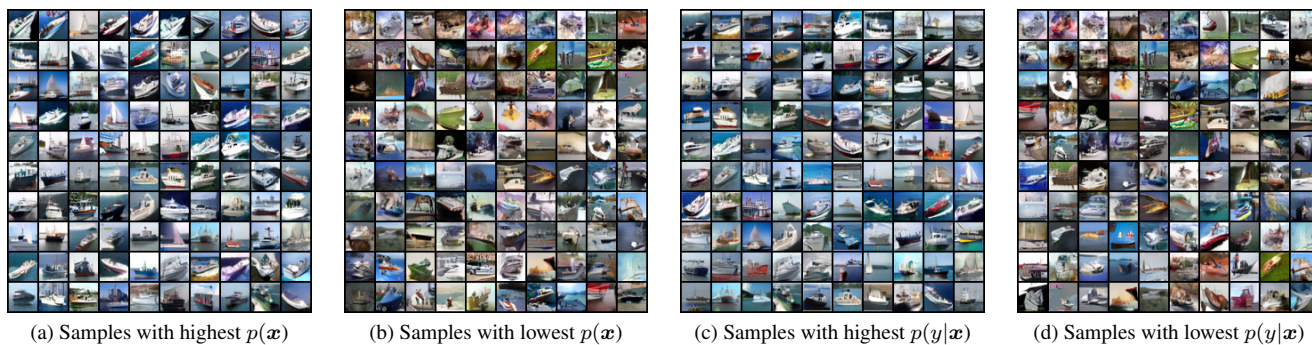 (a) Samples with highest p(x)
(b) Samples with lowest p(x)
(c) Samples with highest p(y|x)
(d) Samples with lowest p(y|x)